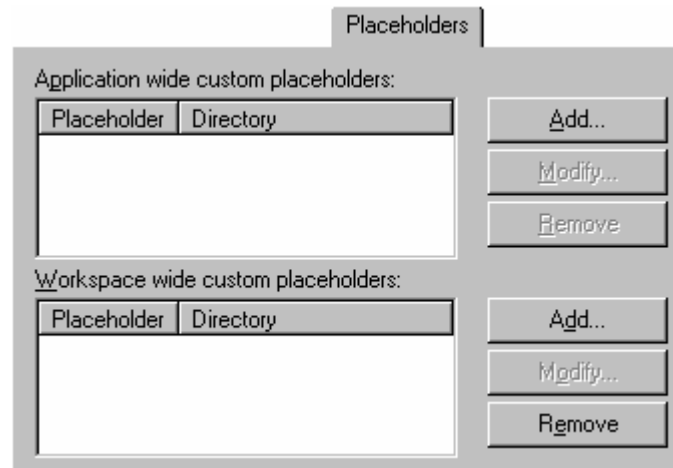 Placeholders
Application wide custom placeholders:
Placeholder Directory
Add...
Modify...
Remove
Workspace wide custom placeholders:
Placeholder Directory
Add...
Modify...
Remove